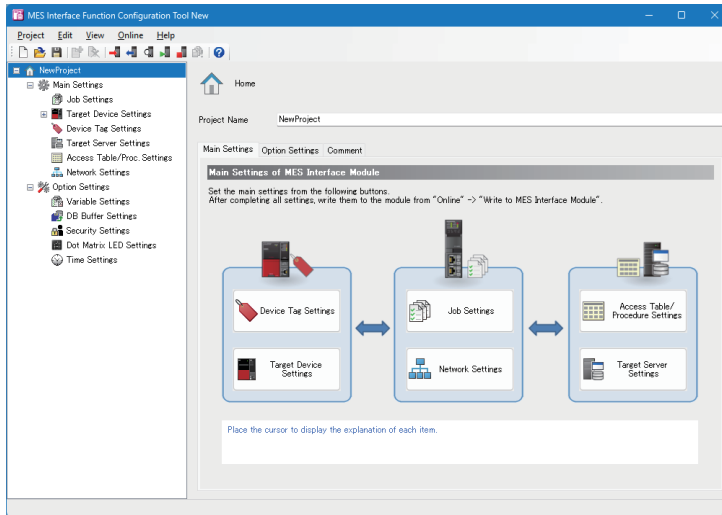 MES Interface Function Configuration Tool New
Project Edit View Online Help
NewProject
Main Settings
Job Settings
Target Device Settings
Device Tag Settings
Target Server Settings
Access Table/Proc. Settings
Network Settings
Option Settings
Variable Settings
DB Buffer Settings
Security Settings
Dot Matrix LED Settings
Time Settings
Home
Project Name NewProject
Main Settings Option Settings Comment
Main Settings of MES Interface Module
Set the main settings from the following buttons.
After completing all settings, write them to the module from "Online" -> "Write to MES Interface Module".
Device Tag Settings
Target Device
Settings
Job Settings
Network Settings
Access Table/
Procedure Settings
Target Server
Settings
Place the cursor to display the explanation of each item.